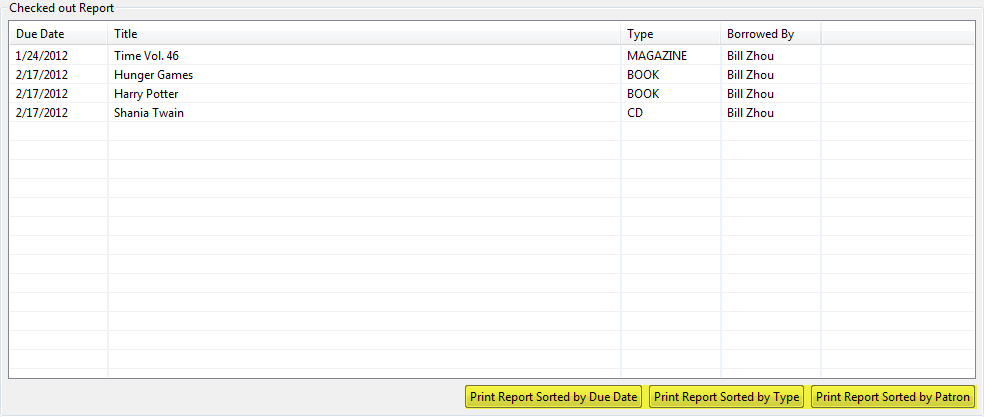 Checked out Report
Due Date Title Type Borrowed By
1/24/2012 Time Vol. 46 MAGAZINE Bill Zhou
2/17/2012 Hunger Games BOOK Bill Zhou
2/17/2012 Harry Potter BOOK Bill Zhou
2/17/2012 Shania Twain CD Bill Zhou
Print Report Sorted by Due Date Print Report Sorted by Type Print Report Sorted by Patron